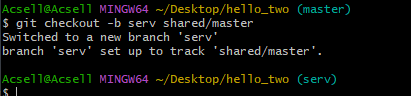 Acsell@Acsell MINGW64 ~/Desktop/hello_two (master)
$ git checkout -b serv shared/master
Switched to a new branch 'serv'
branch 'serv' set up to track 'shared/master'.
Acsell@Acsell MINGW64 ~/Desktop/hello_two (serv)
$